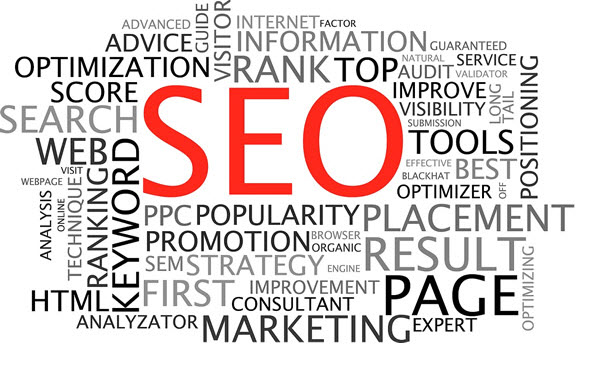 ADVANCED
GUIDE
VISITOR
INTERNET
FACTOR
ADVICE
INFORMATION
GUARANTEED
OPTIMIZATION
RANK
TOP
NATURAL
SERVICE
AUDIT
VALIDATOR
SCORE
SEO
IMPROVE
LONG
TAIL
POSITIONING
SEARCH
VISIBILITY
SUBMISSION
WEB
TOOLS
VISIT
EFFECTIVE
BEST
WEBPAGE
BLACKHAT
OPTIMIZER
OFF
ANALYSIS
ONLINE
TECHNIQUE
RANKING
KEYWORD
PPC
POPULARITY
PLACEMENT
PROMOTION
BROWSER
ORGANIC
RESULT
SEM
STRATEGY
ENGINE
OPTIMIZING
HTML
FIRST
IMPROVEMENT
PAGE
CONSULTANT
ANALYZATOR
MARKETING
EXPERT